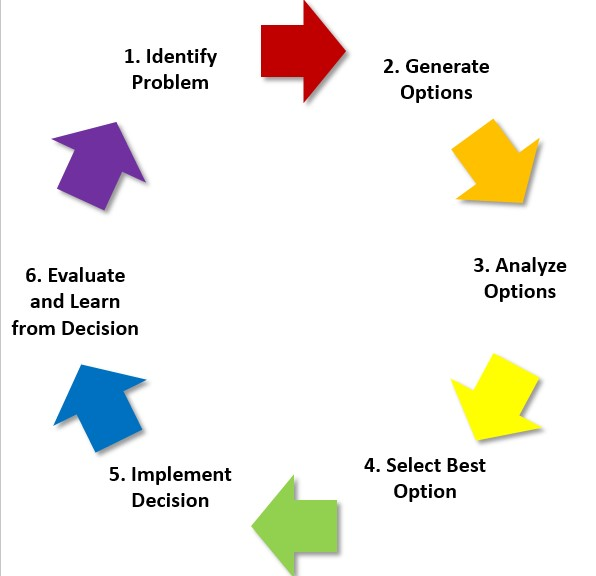 1. Identify
Problem
2. Generate
Options
3. Analyze
Options
4. Select Best
Option
5. Implement
Decision
6. Evaluate
and Learn
from Decision